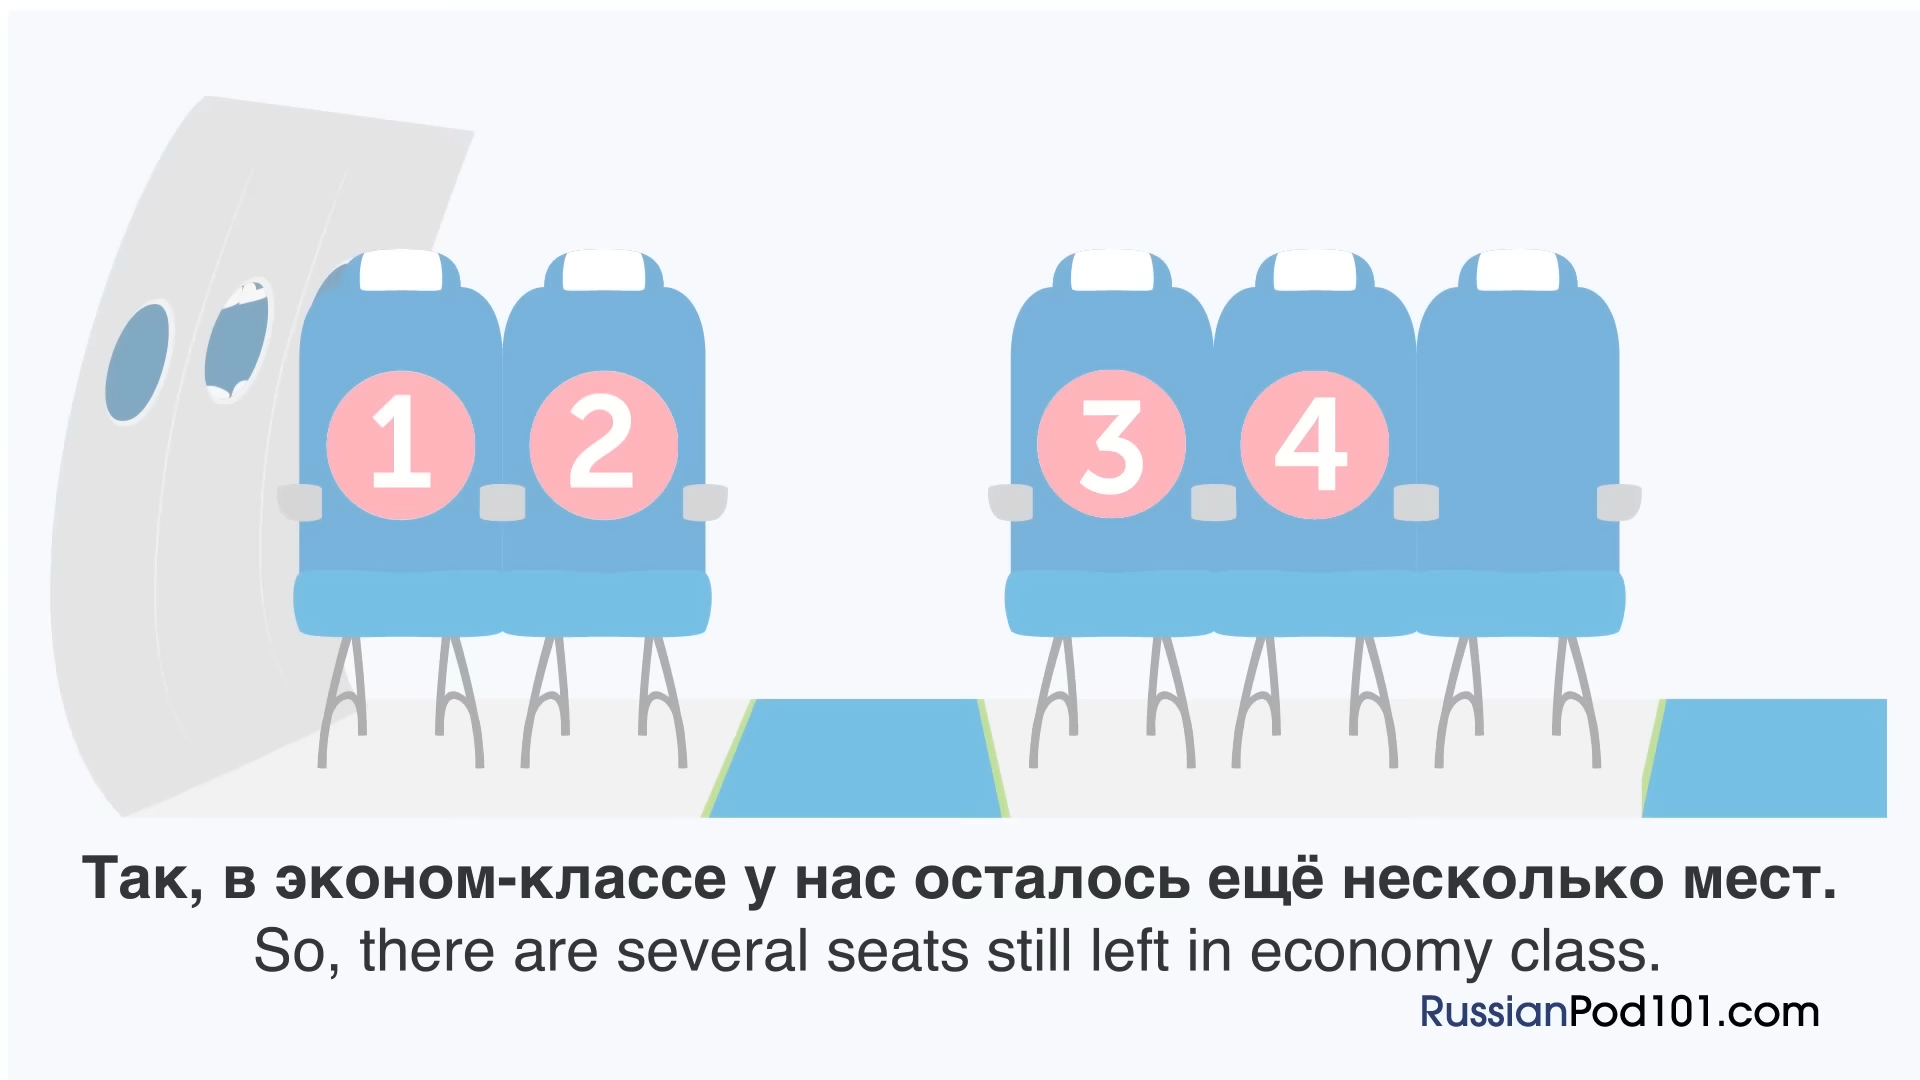 1 2 3 4
Так, в эконом-классе у нас осталось ещё несколько мест.
So, there are several seats still left in economy class.
RussianPod101.com